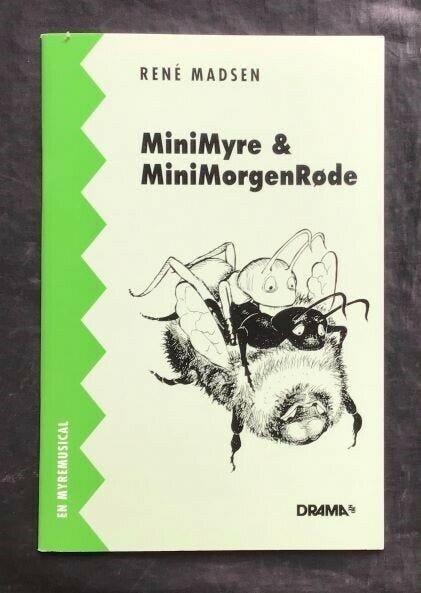 RENÉ MADSEN
MiniMyre &
MiniMorgenRøde
EN MYREMUSICAL
DRAMA